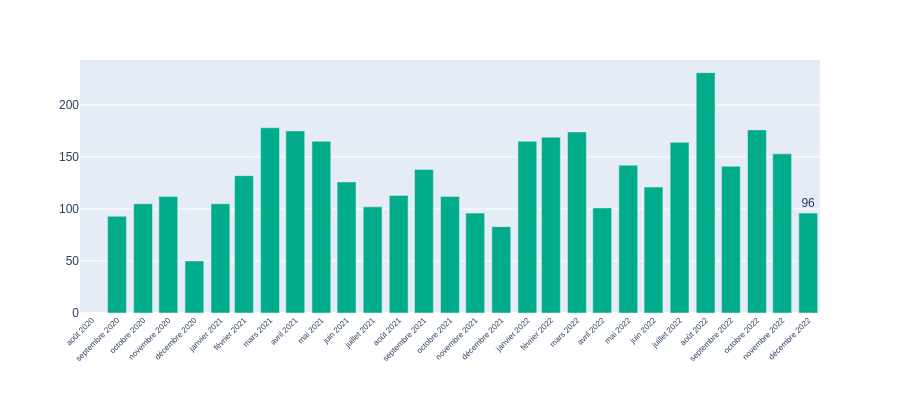 200
150
100
50
0
96
août 2020
septembre 2020
octobre 2020
novembre 2020
décembre 2020
janvier 2021
février 2021
mars 2021
avril 2021
mai 2021
juin 2021
juillet 2021
août 2021
septembre 2021
octobre 2021
novembre 2021
décembre 2021
janvier 2022
février 2022
mars 2022
avril 2022
mai 2022
juin 2022
juillet 2022
août 2022
septembre 2022
octobre 2022
novembre 2022
décembre 2022